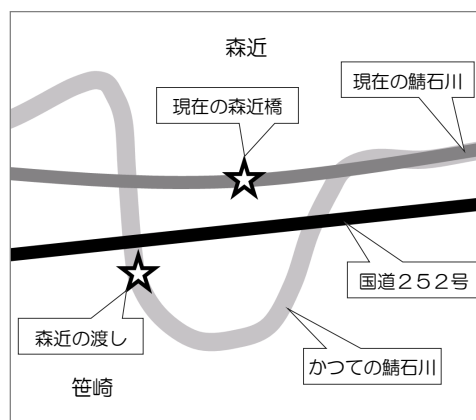 森近
現在の鯖石川
現在の森近橋
国道２５２号
森近の渡し
かつての鯖石川
笹崎